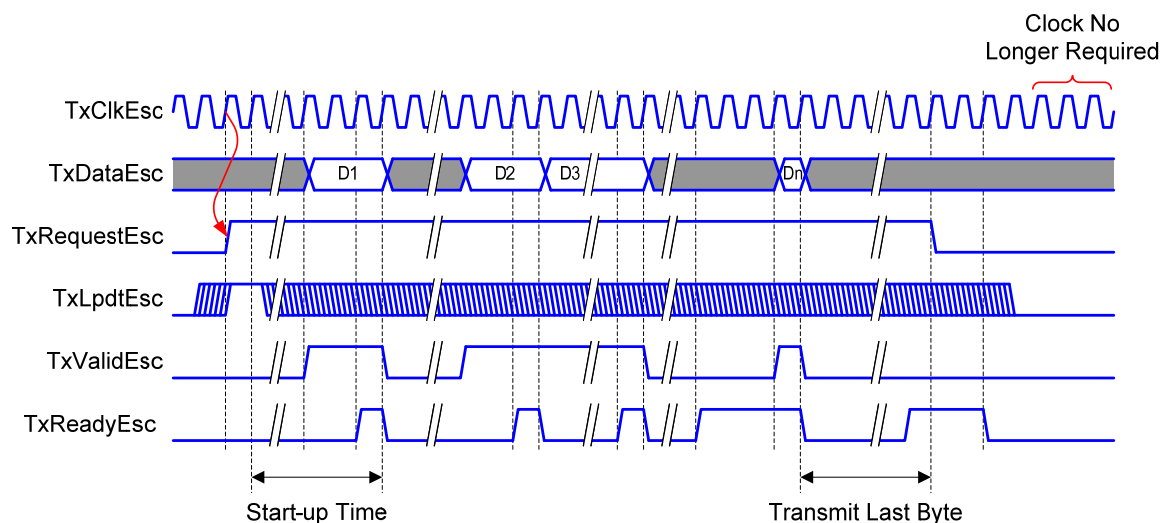 Clock No
Longer Required
TxClkEsc
TxDataEsc
D1
D2
D3
Dn
TxRequestEsc
TxLpdtEsc
TxValidEsc
TxReadyEsc
Start-up Time
Transmit Last Byte